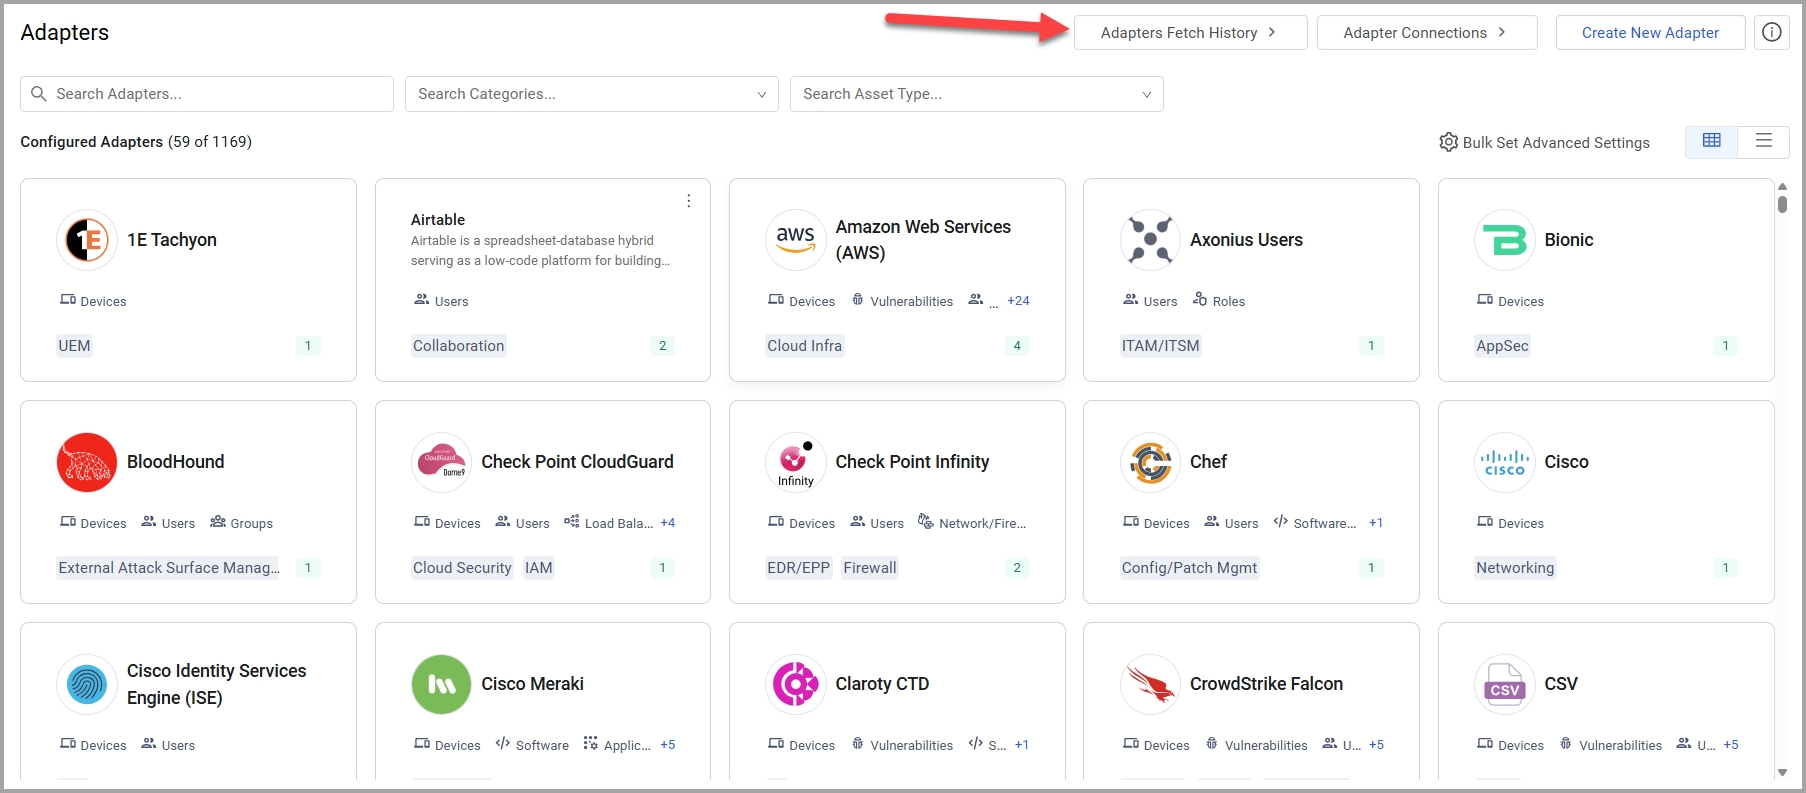 Adapters
Adapters Fetch History
Adapter Connections
Create New Adapter
Search Adapters...
Search Categories...
Search Asset Type...
Configured Adapters (59 of 1169)
Bulk Set Advanced Settings
1E
1E Tachyon
Devices
UEM
1
Airtable
Airtable is a spreadsheet-database hybrid
serving as a low-code platform for building...
Users
Collaboration
2
aws
Amazon Web Services
(AWS)
Devices
Vulnerabilities
...
+24
Cloud Infra
4
Axonius Users
Users
Roles
ITAM/ITSM
1
Bionic
Devices
AppSec
1
BloodHound
Devices
Users
Groups
External Attack Surface Manag...
1
CloudGuard
Dome9
Check Point CloudGuard
Devices
Users
Load Bala...
+4
Cloud Security
IAM
1
Infinity
Check Point Infinity
Devices
Users
Network/Fire...
EDR/EPP
Firewall
2
Chef
Devices
Users
Software...
+1
Config/Patch Mgmt
1
CISCO
Cisco
Devices
Networking
1
Cisco Identity Services
Engine (ISE)
Devices
Users
Cisco Meraki
Devices
Software
Applic...
+5
Claroty CTD
Devices
Vulnerabilities
S...
+1
CrowdStrike Falcon
Devices
Vulnerabilities
U...
+5
CSV
CSV
Devices
Vulnerabilities
U...
+5